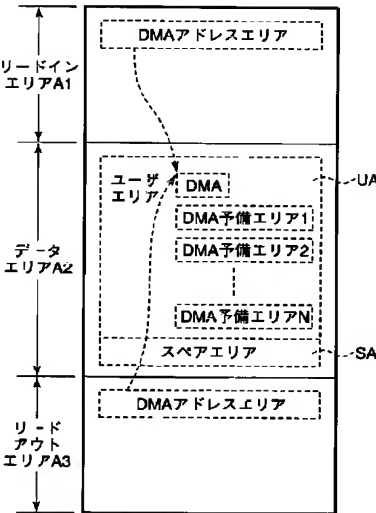 DMAアドレスエリア
リードイン
エリアA1
ユーザ
エリア
DMA
UA
DMA予備エリア1
DMA予備エリア2
データ
エリアA2
DMA予備エリアN
スペアエリア
SA
DMAアドレスエリア
リード
アウト
エリアA3